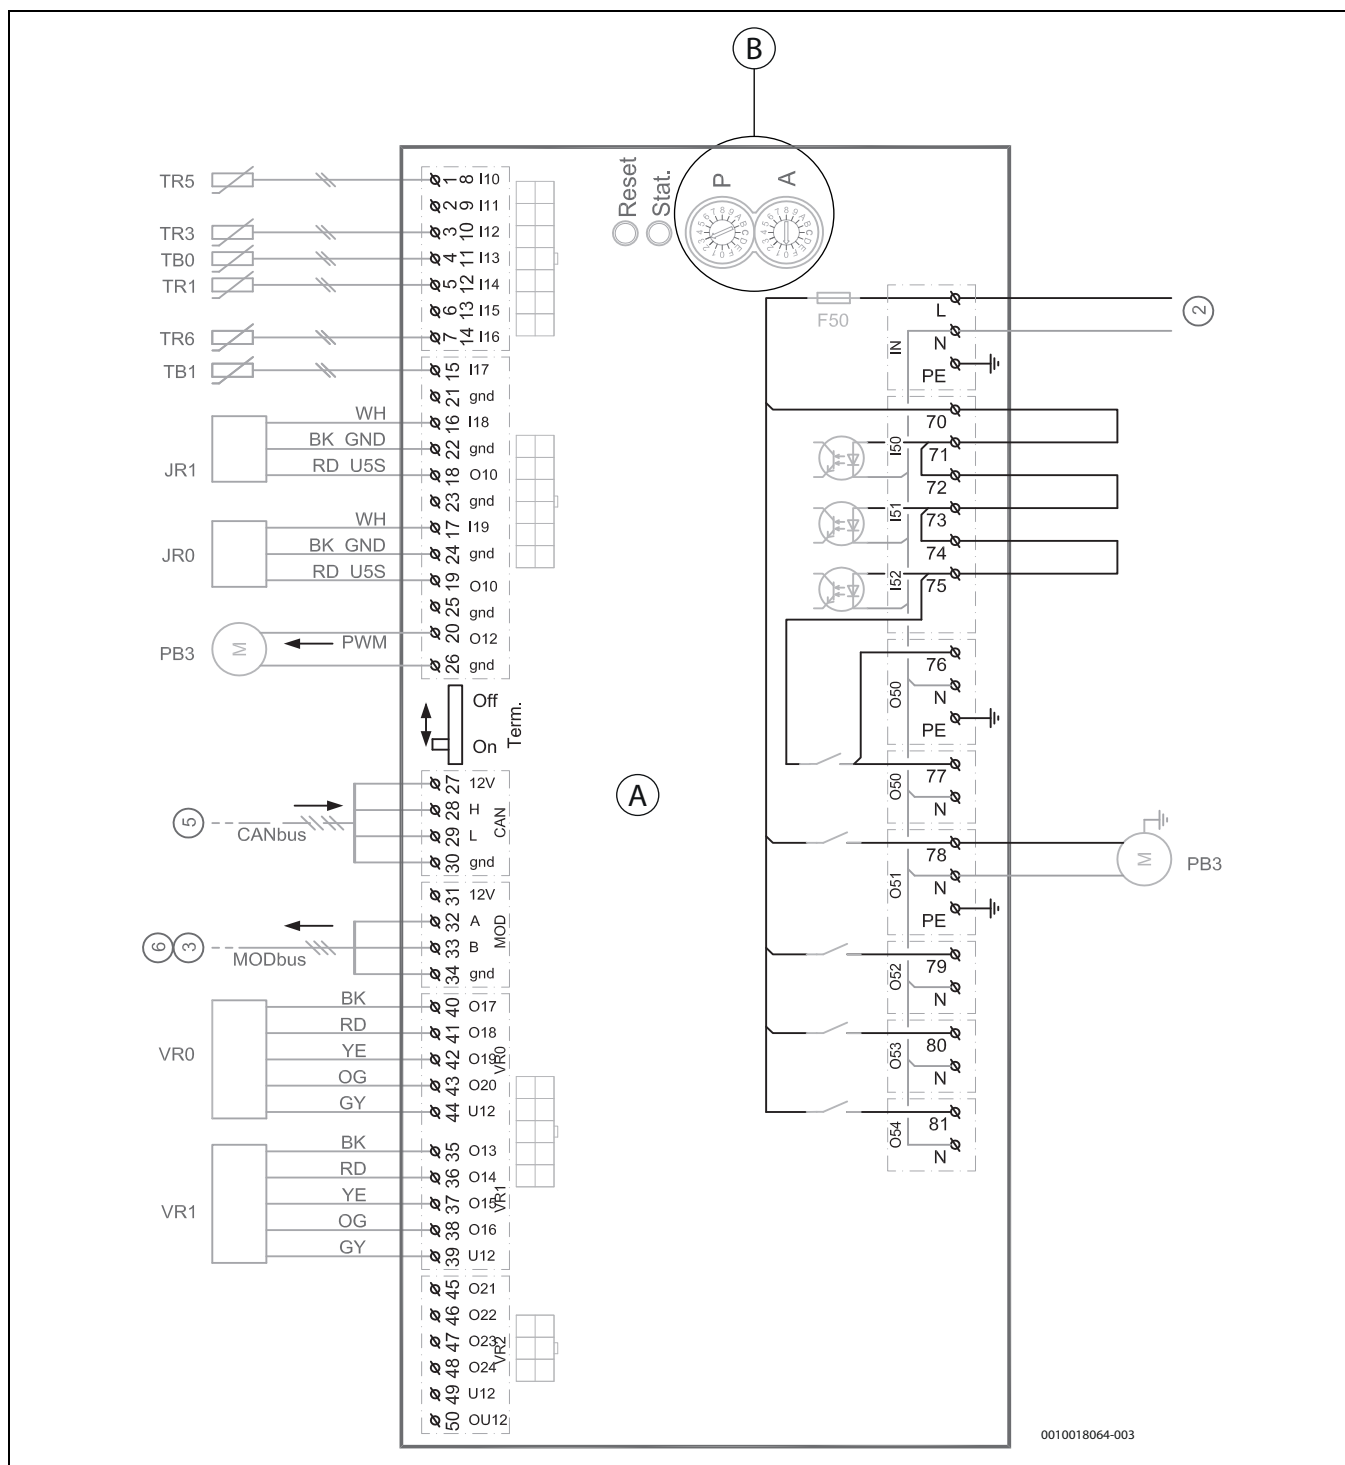 B
Reset
Stat.
P
A
0123456789ABCDEF
0123456789ABCDEF
TR5
1 8 I10
2 9 I11
TR3
3 10 I12
TB0
4 11 I13
TR1
5 12 I14
6 13 I15
TR6
7 14 I16
TB1
15 I17
21 gnd
JR1
WH
16 I18
BK GND
22 gnd
RD U5S
18 O10
23 gnd
JR0
WH
17 I19
BK GND
24 gnd
RD U5S
19 O10
25 gnd
PB3
M
PWM
20 O12
26 gnd
Off
On
Term.
A
5
CANbus
27 12V
28 H
29 L
30 gnd
CAN
6
3
MODbus
31 12V
32 A
33 B
34 gnd
MOD
VR0
BK
40 O17
RD
41 O18
YE
42 O19
OG
43 O20
GY
44 U12
VR0
VR1
BK
35 O13
RD
36 O14
YE
37 O15
OG
38 O16
GY
39 U12
VR1
45 O21
46 O22
47 O23
48 O24
49 U12
50 OU12
VR2
F50
IN
L
N
PE
2
70
I50
71
72
I51
73
74
I52
75
O50
76
N
PE
O50
77
N
O51
78
N
PE
M
PB3
O52
79
N
O53
80
N
O54
81
N
0010018064-003